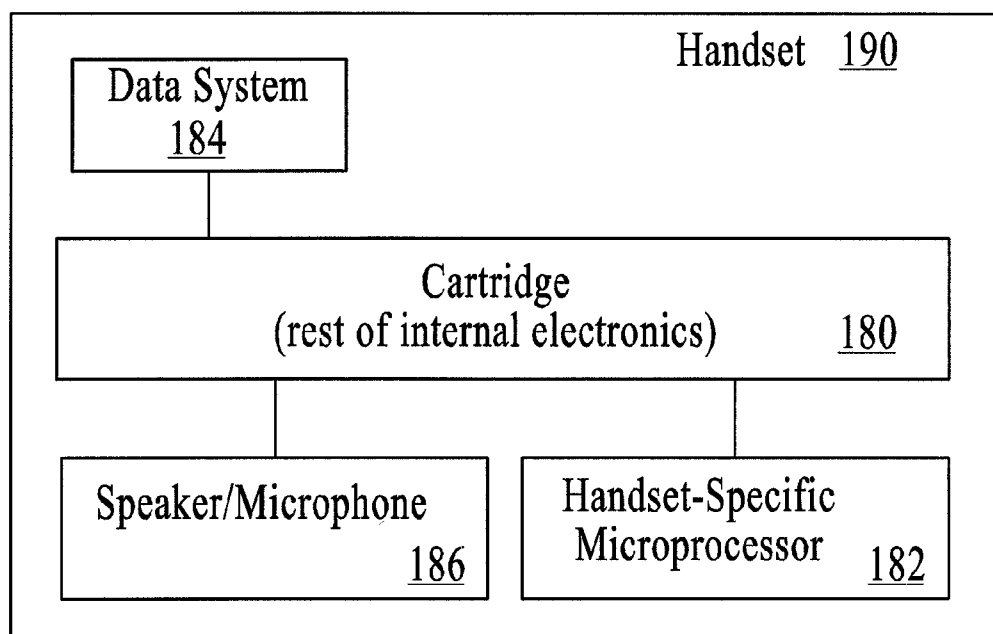 Handset 190
Data System
184
Cartridge
(rest of internal electronics) 180
Speaker/Microphone
186
Handset-Specific
Microprocessor 182